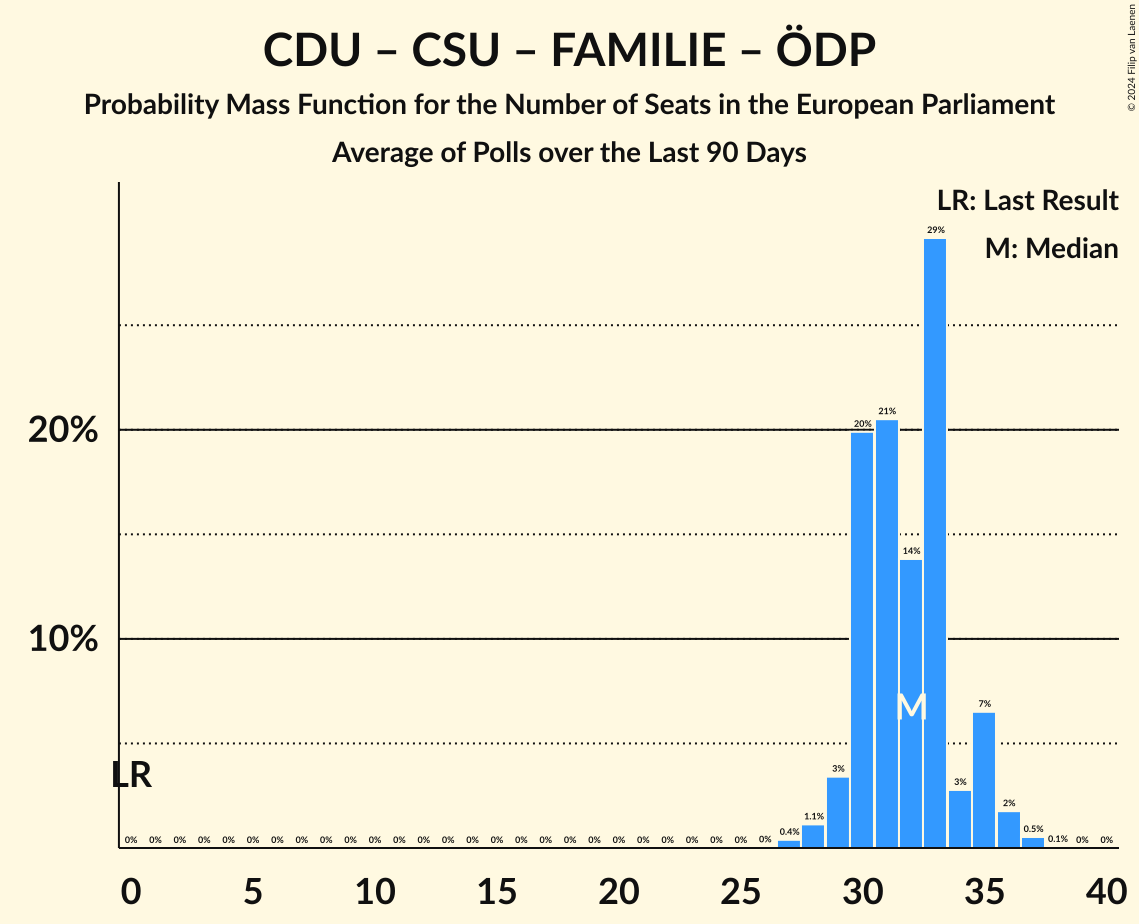 CDU – CSU – FAMILIE – ÖDP
Probability Mass Function for the Number of Seats in the European Parliament
Average of Polls over the Last 90 Days
© 2024 Filip van Laenen
LR: Last Result
M: Median
20%
10%
LR
M
0% 0% 0% 0% 0% 0% 0% 0% 0% 0% 0% 0% 0% 0% 0% 0% 0% 0% 0% 0% 0% 0% 0% 0% 0% 0% 0% 0.4% 1.1% 3% 20% 21% 14% 29% 3% 7% 2% 0.5% 0.1% 0% 0%
0 5 10 15 20 25 30 35 40